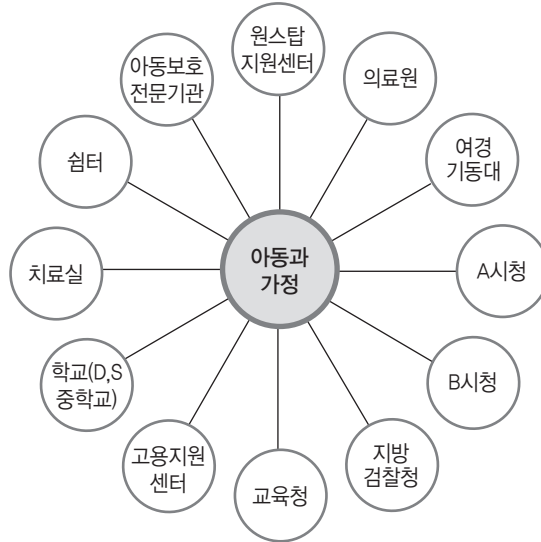 원스탑
지원센터
의료원
여경
기동대
A시청
B시청
지방
검찰청
교육청
고용지원
센터
학교(D,S
중학교)
치료실
쉼터
아동보호
전문기관
아동과
가정